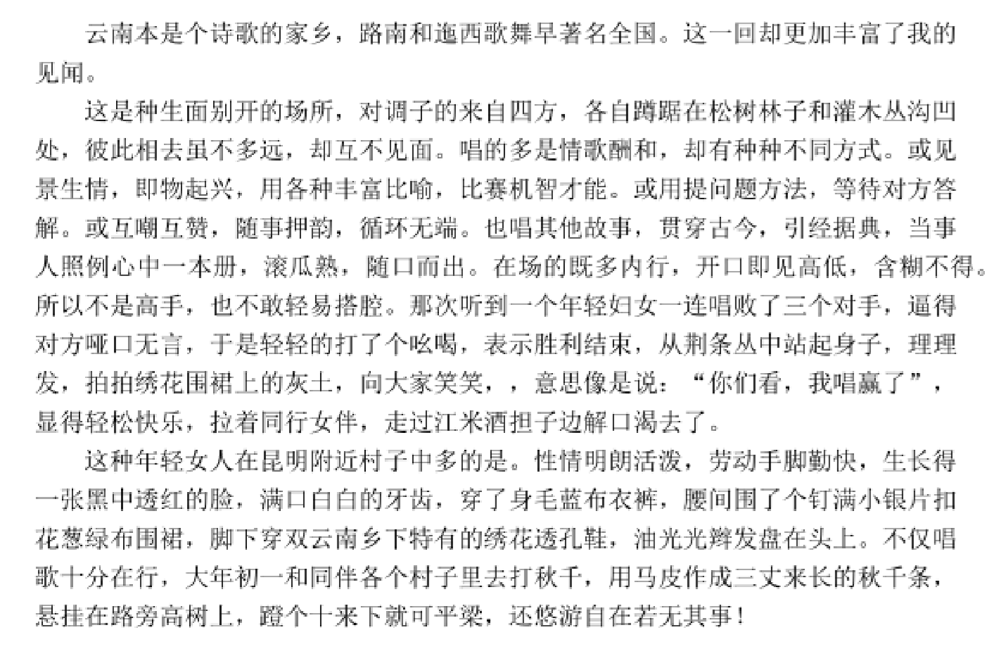 云南本是个诗歌的家乡，路南和迤西歌舞早著名全国。这一回却更加丰富了我的
见闻。
这是种生面别开的场所，对调子的来自四方，各自蹲踞在松树林子和灌木丛沟凹
处，彼此相去虽不多远，却互不见面。唱的多是情歌酬和，却有种种不同方式。或见
景生情，即物起兴，用各种丰富比喻，比赛机智才能。或用提问题方法，等待对方答
解。或互嘲互赞，随事押韵，循环无端。也唱其他故事，贯穿古今，引经据典，当事
人照例心中一本册，滚瓜熟，随口而出。在场的既多内行，开口即见高低，含糊不得。
所以不是高手，也不敢轻易搭腔。那次听到一个年轻妇女一连唱败了三个对手，逼得
对方哑口无言，于是轻轻的打了个吆喝，表示胜利结束，从荆条丛中站起身子，理理
发，拍拍绣花围裙上的灰土，向大家笑笑，，意思像是说：“你们看，我唱赢了”，
显得轻松快乐，拉着同行女伴，走过江米酒担子边解口渴去了。
这种年轻女人在昆明附近村子中多的是。性情明朗活泼，劳动手脚勤快，生长得
一张黑中透红的脸，满口白白的牙齿，穿了身毛蓝布衣裤，腰间围了个钉满小银片扣
花葱绿布围裙，脚下穿双云南乡下特有的绣花透孔鞋，油光光辫发盘在头上。不仅唱
歌十分在行，大年初一和同伴各个村子里去打秋千，用马皮作成三丈来长的秋千条，
悬挂在路旁高树上，蹬个十来下就可平梁，还悠游自在若无其事！